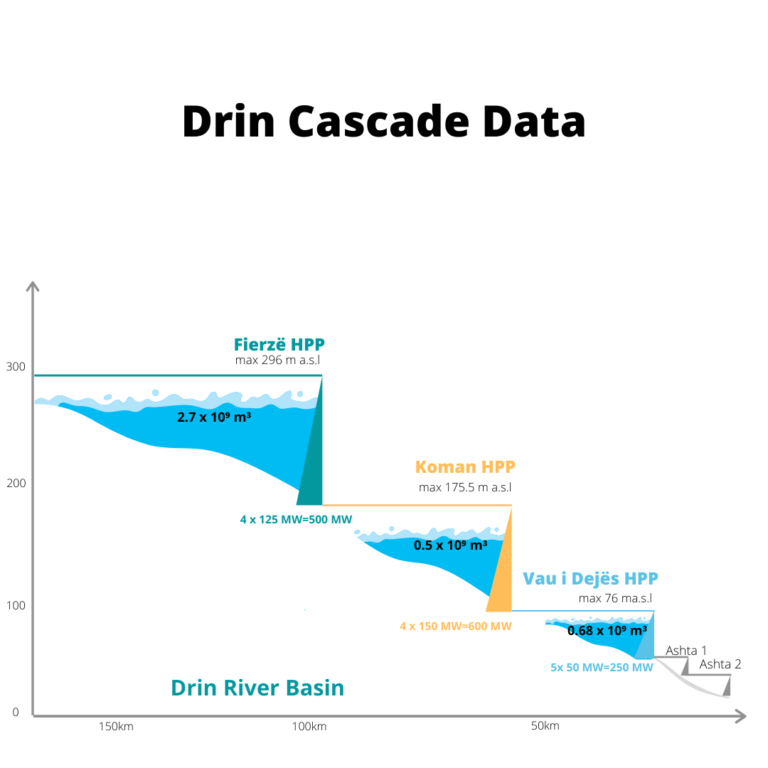 Drin Cascade Data
Fierzë HPP
max 296 m a.s.l
300
2.7 x 10⁹ m³
Koman HPP
max 175.5 m a.s.l
200
4 x 125 MW=500 MW
0.5 x 10⁹ m³
Vau i Dejës HPP
max 76 ma.s.l
100
4 x 150 MW=600 MW
0.68 x 10⁹ m³
Ashta 1
Ashta 2
5x 50 MW=250 MW
Drin River Basin
0
150km
100km
50km